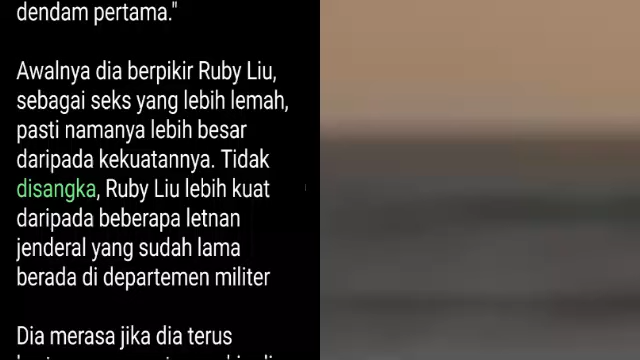 dendam pertama."
Awalnya dia berpikir Ruby Liu,
sebagai seks yang lebih lemah,
pasti namanya lebih besar
daripada kekuatannya. Tidak
disangka, Ruby Liu lebih kuat
daripada beberapa letnan
jenderal yang sudah lama
berada di departemen militer
Dia merasa jika dia terus